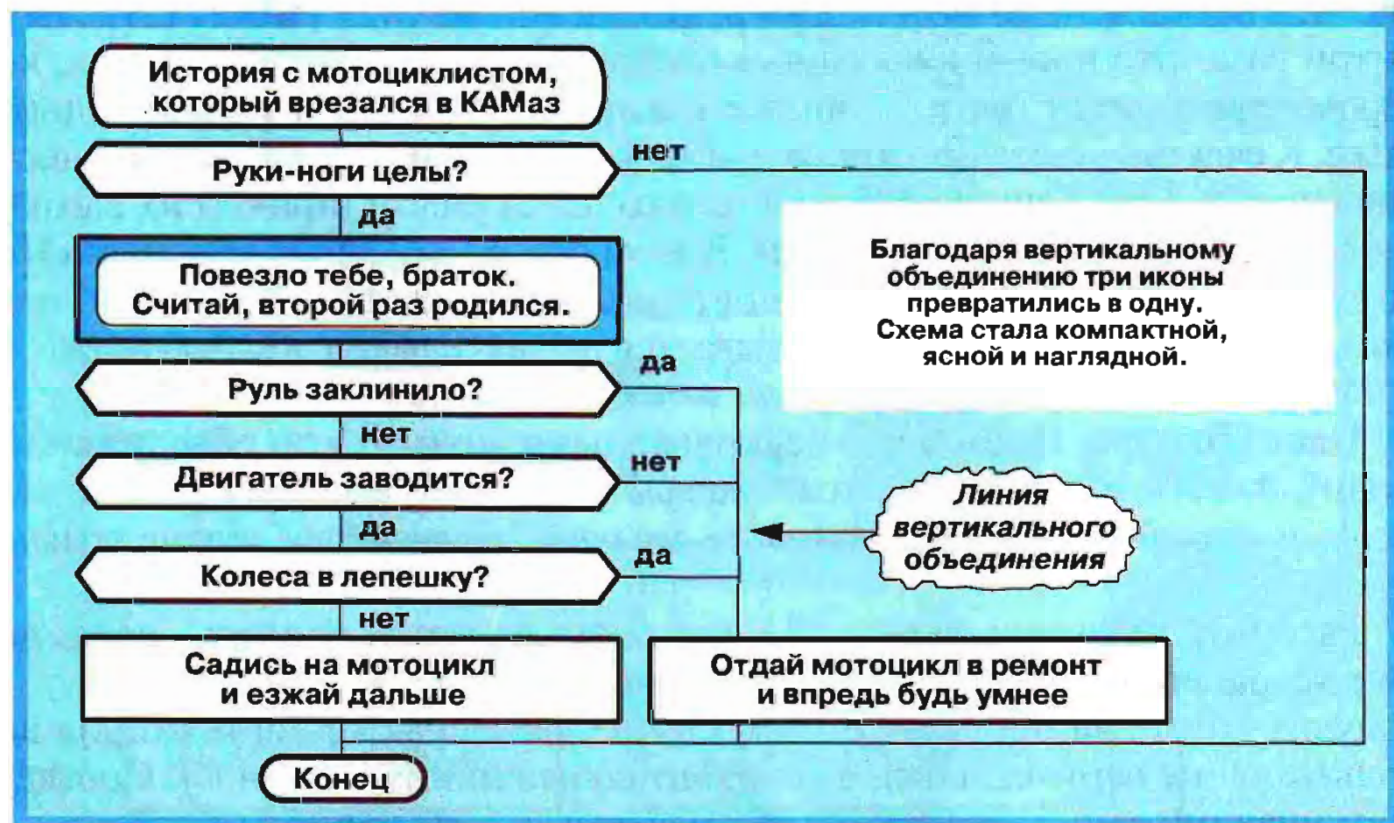 История с мотоциклистом,
который врезался в КАМаз
Руки-ноги целы?
нет
да
Повезло тебе, браток.
Считай, второй раз родился.
Благодаря вертикальному
объединению три иконы
превратились в одну.
Схема стала компактной,
ясной и наглядной.
Руль заклинило?
да
нет
Двигатель заводится?
нет
да
Линия
вертикального
объединения
Колеса в лепешку?
да
нет
Садись на мотоцикл
и езжай дальше
Отдай мотоцикл в ремонт
и впредь будь умнее
Конец